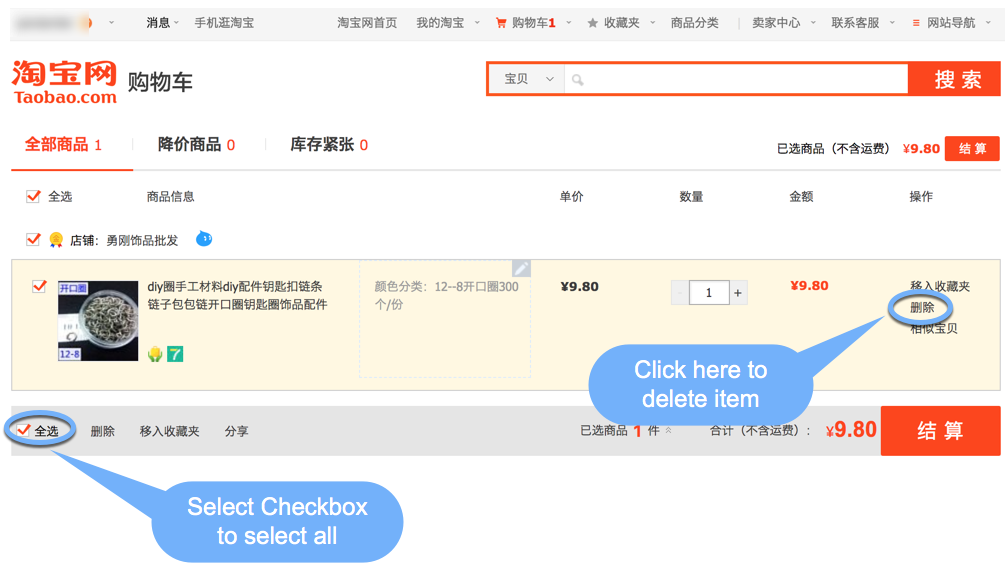 消息
手机逛淘宝
淘宝网首页
我的淘宝
购物车1
收藏夹
商品分类
卖家中心
联系客服
网站导航
淘宝网
Taobao.com
购物车
宝贝
搜索
全部商品 1
降价商品 0
库存紧张 0
已选商品（不含运费） ¥9.80
结 算
全选
商品信息
单价
数量
金额
操作
店铺：勇刚饰品批发
开口圈
12-8
diy圈手工材料diy配件钥匙扣链条
链子包包链开口圈钥匙圈饰品配件
7
颜色分类：12--8开口圈300
个/份
¥9.80
- 1 +
¥9.80
移入收藏夹
删除
相似宝贝
Click here to
delete item
全选
删除
移入收藏夹
分享
已选商品 1 件
合计（不含运费）：
¥9.80
结 算
Select Checkbox
to select all